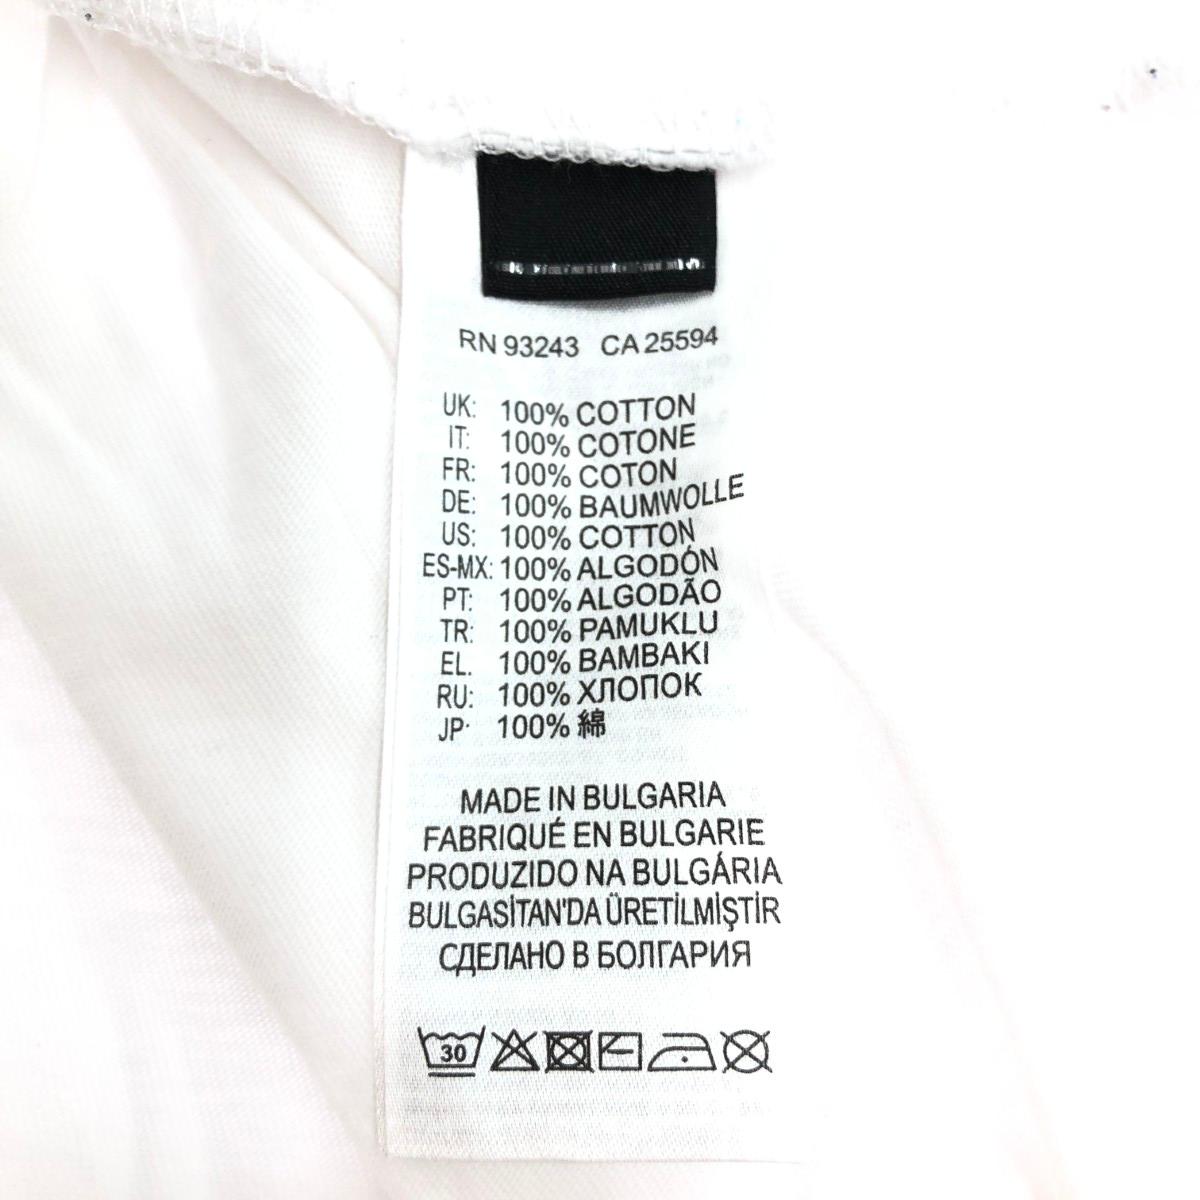 RN 93243 CA 25594
UK: 100% COTTON
IT: 100% COTONE
FR: 100% COTON
DE: 100% BAUMWOLLE
US: 100% COTTON
ES-MX: 100% ALGODÓN
PT: 100% ALGODÃO
TR: 100% PAMUKLU
EL. 100% BAMBAKI
RU: 100% ХЛОПОК
JP· 100% 綿
MADE IN BULGARIA
FABRIQUÉ EN BULGARIE
PRODUZIDO NA BULGÁRIA
BULGASİTAN'DA ÜRETİLMİŞTİR
СДЕЛАНО В БОЛГАРИЯ
30